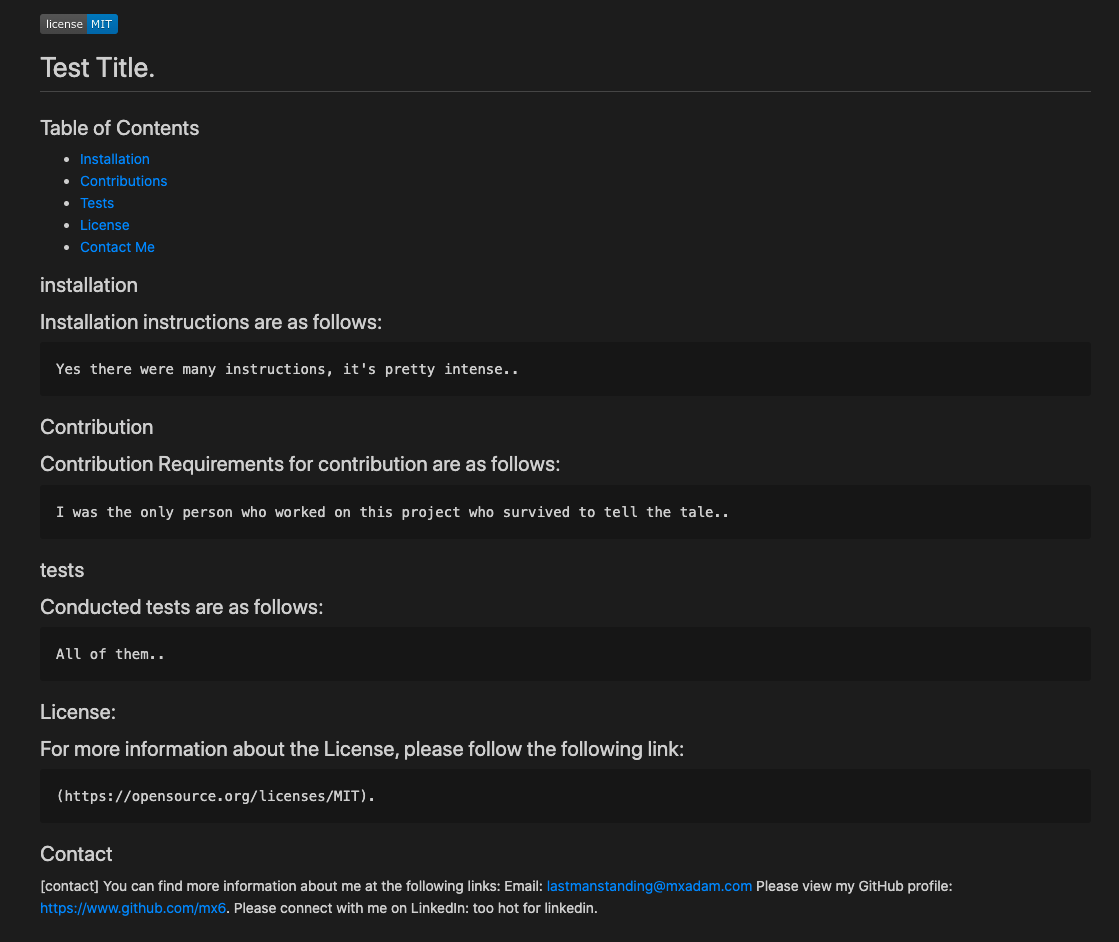 license MIT
Test Title.
Table of Contents
Installation
Contributions
Tests
License
Contact Me
installation
Installation instructions are as follows:
Yes there were many instructions, it's pretty intense..
Contribution
Contribution Requirements for contribution are as follows:
I was the only person who worked on this project who survived to tell the tale..
tests
Conducted tests are as follows:
All of them..
License:
For more information about the License, please follow the following link:
(https://opensource.org/licenses/MIT).
Contact
[contact] You can find more information about me at the following links: Email: lastmanstanding@mxadam.com Please view my GitHub profile:
https://www.github.com/mx6. Please connect with me on LinkedIn: too hot for linkedin.